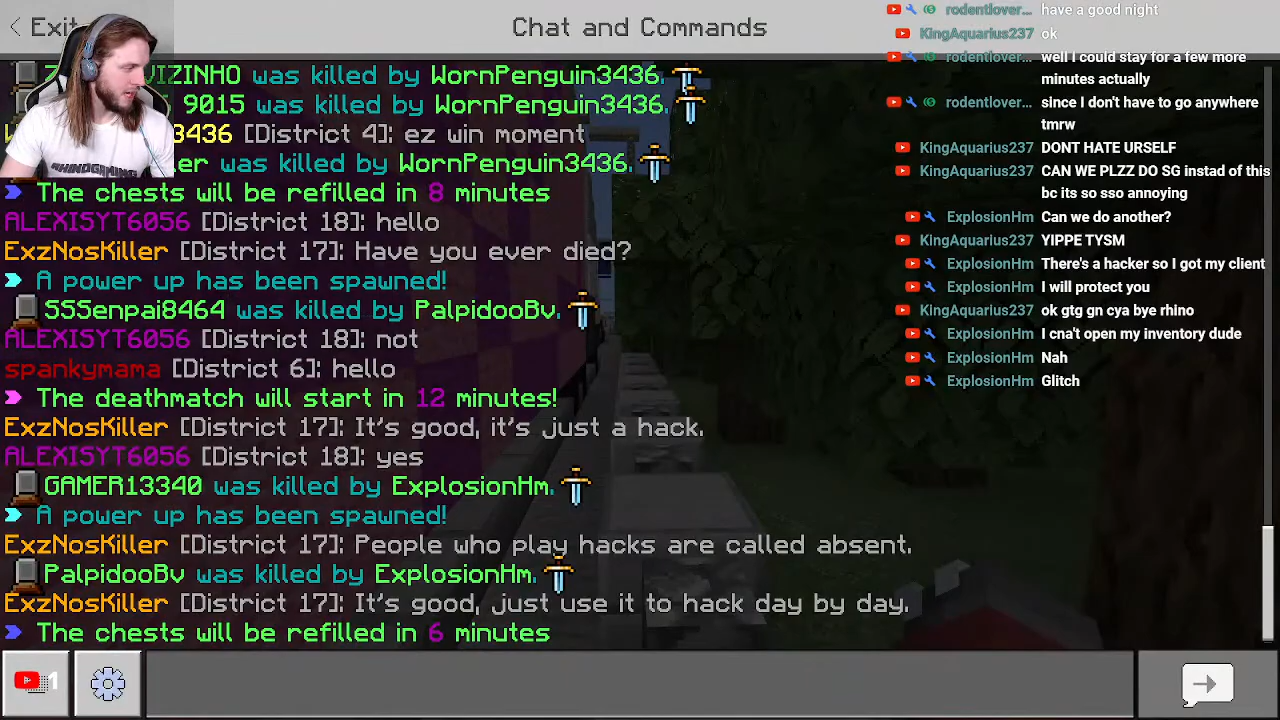 Exit
Chat and Commands
VIZINHO was killed by WornPenguin3436.
9015 was killed by WornPenguin3436.
3436 [District 4]: ez win moment
er was killed by WornPenguin3436.
The chests will be refilled in 8 minutes
ALEXISYT6056 [District 18]: hello
ExzNosKiller [District 17]: Have you ever died?
A power up has been spawned!
SSSenpai8464 was killed by PalpidooBv.
ALEXISYT6056 [District 18]: not
spankymama [District 6]: hello
The deathmatch will start in 12 minutes!
ExzNosKiller [District 17]: It's good, it's just a hack.
ALEXISYT6056 [District 18]: yes
GAMER13340 was killed by ExplosionHm.
A power up has been spawned!
ExzNosKiller [District 17]: People who play hacks are called absent.
PalpidooBv was killed by ExplosionHm.
ExzNosKiller [District 17]: It's good, just use it to hack day by day.
The chests will be refilled in 6 minutes
1
RHINOGAMING
rodentlover... have a good night
KingAquarius237 ok
rodentlover... well I could stay for a few more
minutes actually
rodentlover... since I don't have to go anywhere
tmrw
KingAquarius237 DONT HATE URSELF
KingAquarius237 CAN WE PLZZ DO SG instad of this
bc its so sso annoying
ExplosionHm Can we do another?
KingAquarius237 YIPPE TYSM
ExplosionHm There's a hacker so I got my client
ExplosionHm I will protect you
KingAquarius237 ok gtg gn cya bye rhino
ExplosionHm I cna't open my inventory dude
ExplosionHm Nah
ExplosionHm Glitch